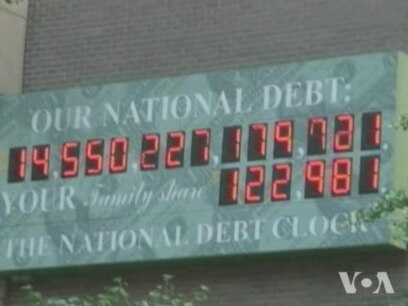 OUR NATIONAL DEBT:
14,550,227,179,721.
YOUR family share 122,981.
THE NATIONAL DEBT CLOCK
VOA